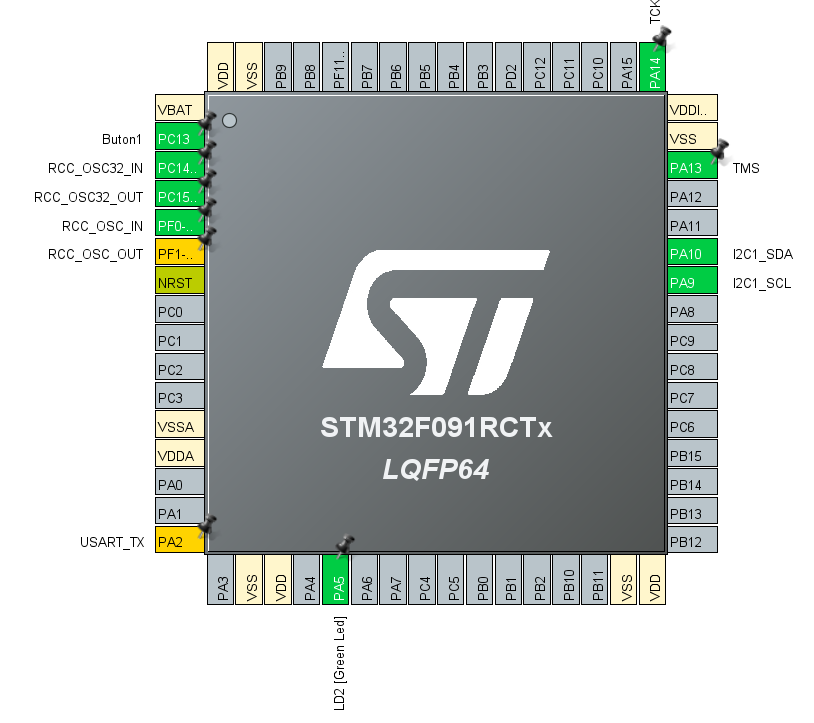 TCK
VDD
VSS
PB9
PB8
PF11..
PB7
PB6
PB5
PB4
PB3
PD2
PC12
PC11
PC10
PA15
PA14
VBAT
Buton1 PC13
RCC_OSC32_IN PC14..
RCC_OSC32_OUT PC15..
RCC_OSC_IN PF0-..
RCC_OSC_OUT PF1-..
NRST
PC0
PC1
PC2
PC3
VSSA
VDDA
PA0
PA1
USART_TX PA2
ST
STM32F091RCTx
LQFP64
VDDI..
VSS
PA13 TMS
PA12
PA11
PA10 I2C1_SDA
PA9 I2C1_SCL
PA8
PC9
PC8
PC7
PC6
PB15
PB14
PB13
PB12
PA3
VSS
VDD
PA4
PA5
PA6
PA7
PC4
PC5
PB0
PB1
PB2
PB10
PB11
VSS
VDD
LD2 [Green Led]